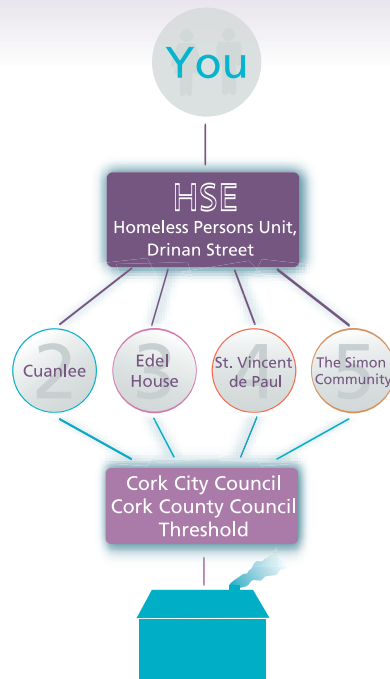 You
HSE
Homeless Persons Unit,
Drinan Street
2
Cuanlee
3
Edel
House
4
St. Vincent
de Paul
5
The Simon
Community
Cork City Council
Cork County Council
Threshold